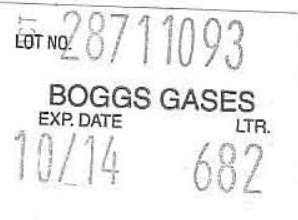 LOT NO. 28711093
BOGGS GASES
EXP. DATE LTR.
10/14 682